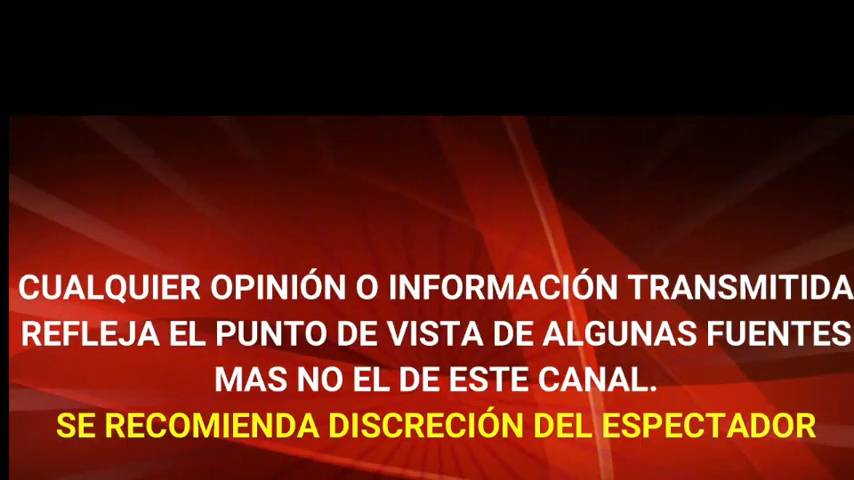 CUALQUIER OPINIÓN O INFORMACIÓN TRANSMITIDA
REFLEJA EL PUNTO DE VISTA DE ALGUNAS FUENTES
MAS NO EL DE ESTE CANAL.
SE RECOMIENDA DISCRECIÓN DEL ESPECTADOR